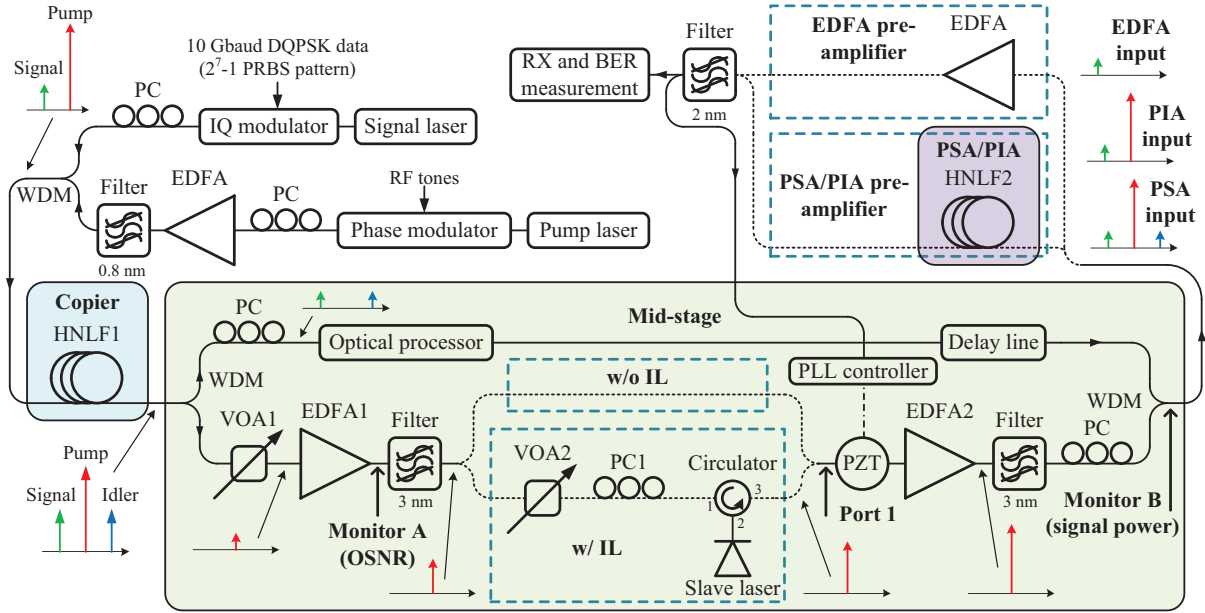 Pump
Signal
PC
10 Gbaud DQPSK data
(2^7-1 PRBS pattern)
IQ modulator
Signal laser
WDM
Filter
0.8 nm
EDFA
PC
RF tones
Phase modulator
Pump laser
RX and BER
measurement
Filter
2 nm
EDFA pre-
amplifier
EDFA
PSA/PIA pre-
amplifier
PSA/PIA
HNLF2
EDFA
input
PIA
input
PSA
input
Copier
HNLF1
Pump
Signal
Idler
Mid-stage
PC
Optical processor
Delay line
WDM
VOA1
EDFA1
Filter
3 nm
Monitor A
(OSNR)
w/o IL
w/ IL
VOA2
PC1
Circulator
1
2
3
Slave laser
PLL controller
PZT
Port 1
EDFA2
Filter
3 nm
PC
WDM
Monitor B
(signal power)